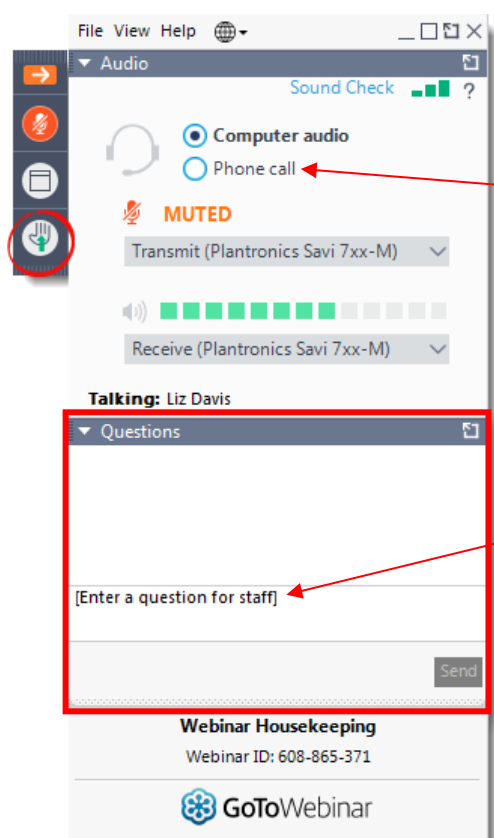 File View Help
Audio
Sound Check ?
Computer audio
Phone call
MUTED
Transmit (Plantronics Savi 7xx-M)
Receive (Plantronics Savi 7xx-M)
Talking: Liz Davis
Questions
[Enter a question for staff]
Send
Webinar Housekeeping
Webinar ID: 608-865-371
GoToWebinar